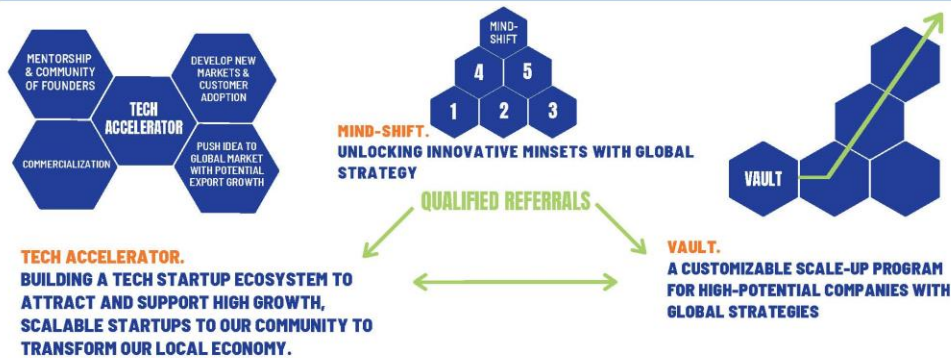 MENTORSHIP
& COMMUNITY
OF FOUNDERS
DEVELOP NEW
MARKETS &
CUSTOMER
ADOPTION
TECH
ACCELERATOR
COMMERCIALIZATION
PUSH IDEA TO
GLOBAL MARKET
WITH POTENTIAL
EXPORT GROWTH
MIND-
SHIFT
4
5
1
2
3
MIND-SHIFT.
UNLOCKING INNOVATIVE MINSETS WITH GLOBAL
STRATEGY
VAULT
QUALIFIED REFERRALS
TECH ACCELERATOR.
BUILDING A TECH STARTUP ECOSYSTEM TO
ATTRACT AND SUPPORT HIGH GROWTH,
SCALABLE STARTUPS TO OUR COMMUNITY TO
TRANSFORM OUR LOCAL ECONOMY.
VAULT.
A CUSTOMIZABLE SCALE-UP PROGRAM
FOR HIGH-POTENTIAL COMPANIES WITH
GLOBAL STRATEGIES